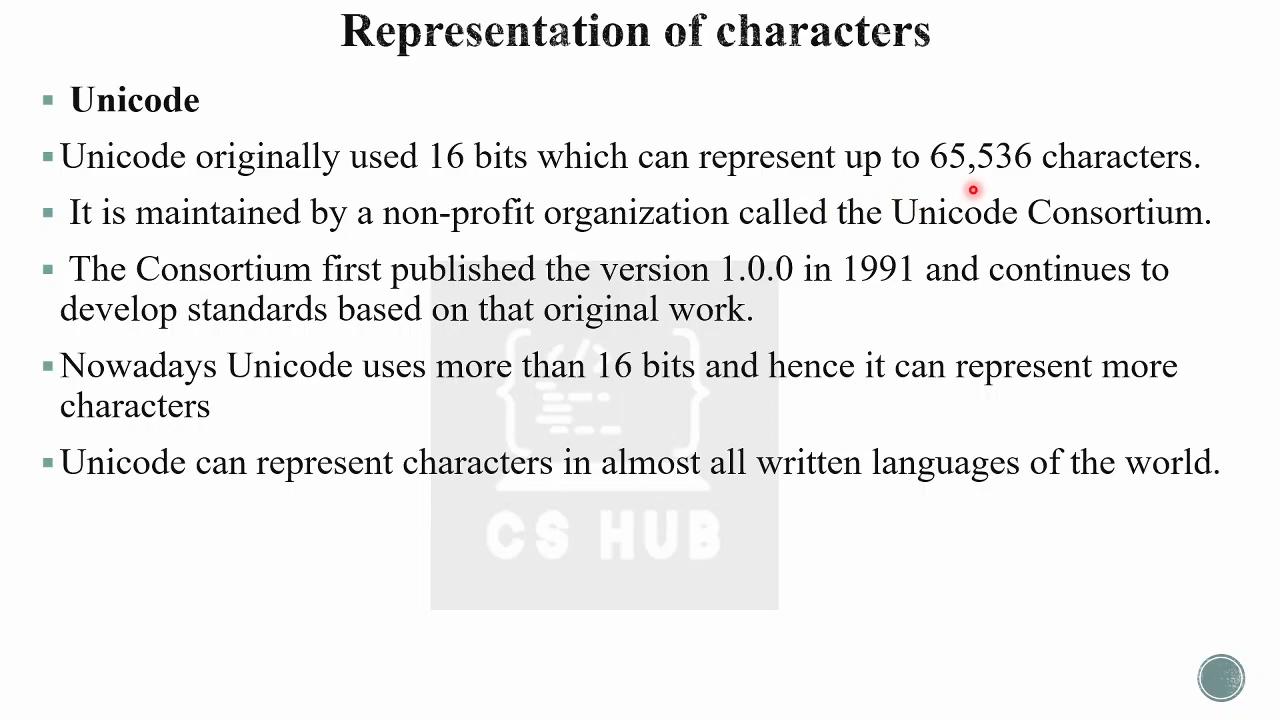 Representation of characters
Unicode
Unicode originally used 16 bits which can represent up to 65,536 characters.
It is maintained by a non-profit organization called the Unicode Consortium.
The Consortium first published the version 1.0.0 in 1991 and continues to
develop standards based on that original work.
Nowadays Unicode uses more than 16 bits and hence it can represent more
characters
Unicode can represent characters in almost all written languages of the world.
CS HUB